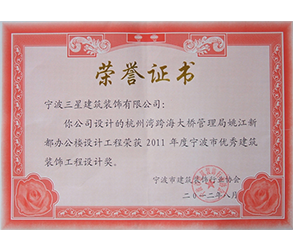 荣誉证书
宁波三星建筑装饰有限公司：
你公司设计的杭州湾跨海大桥管理局姚江新
都办公楼设计工程荣获2011年度宁波市优秀建筑
装饰工程设计奖。
宁波市建筑装饰行业协会
二〇一二年八月